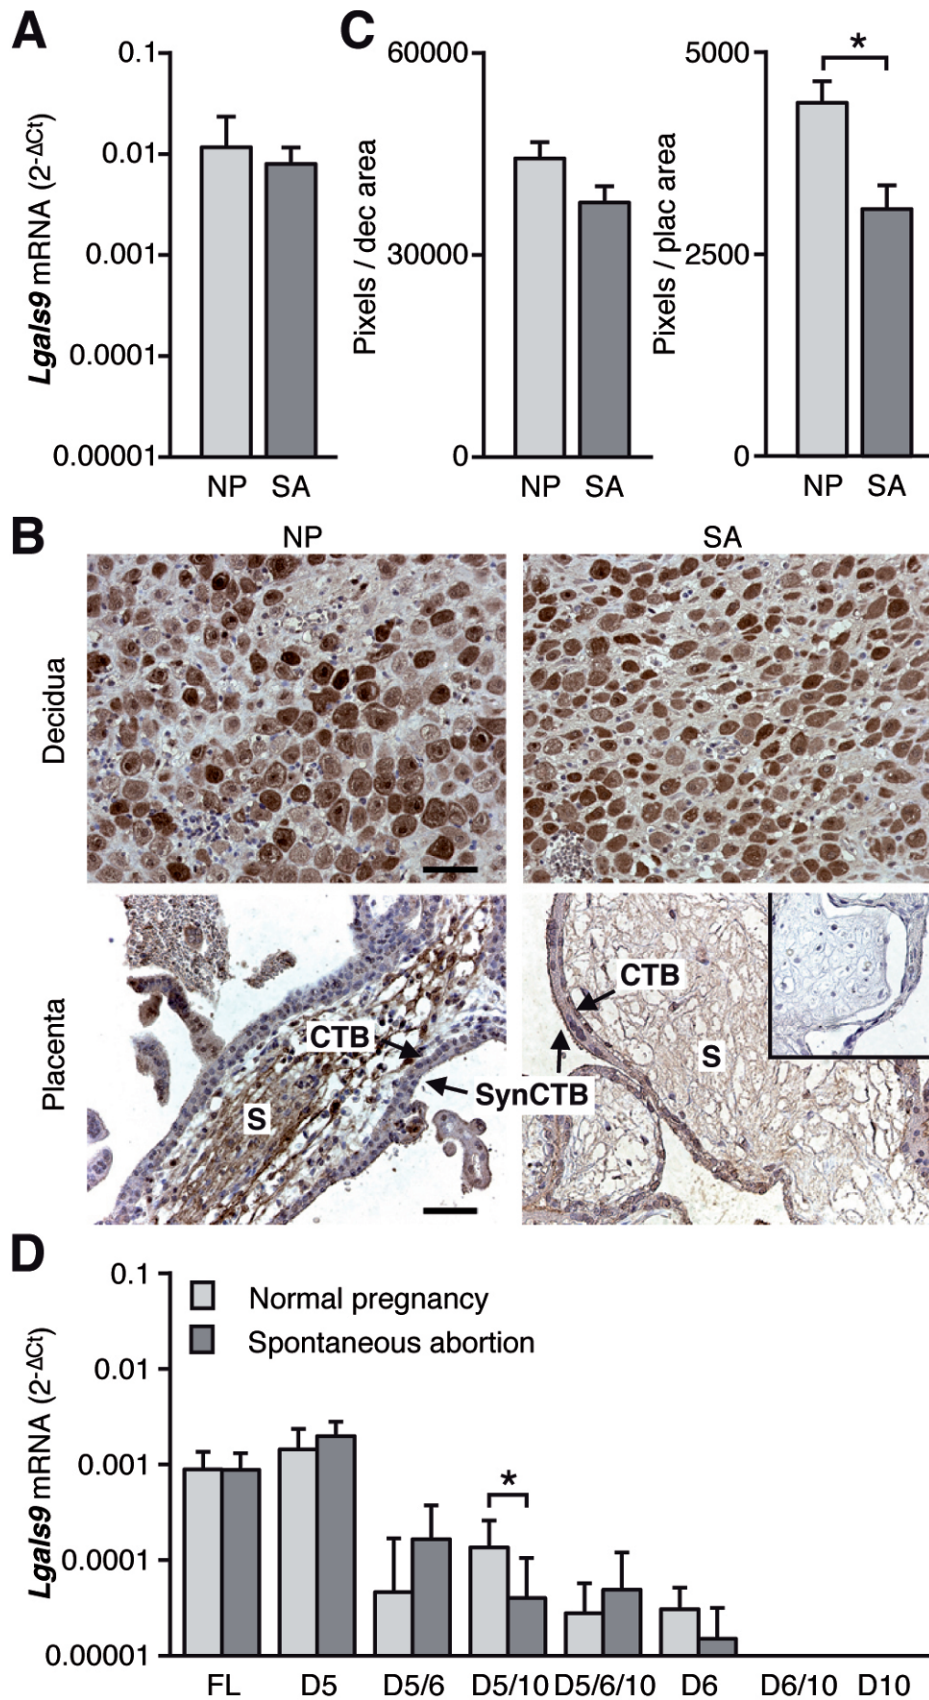 A
0.1
0.01
0.001
0.0001
0.00001
Lgals9 mRNA (2-ΔCt)
NP SA
C
60000
30000
0
Pixels / dec area
NP SA
5000
2500
0
Pixels / plac area
*
NP SA
B
NP
SA
Decidua
Placenta
CTB
SynCTB
S
CTB
S
D
0.1
0.01
0.001
0.0001
0.00001
Lgals9 mRNA (2-ΔCt)
Normal pregnancy
Spontaneous abortion
*
FL D5 D5/6 D5/10 D5/6/10 D6 D6/10 D10